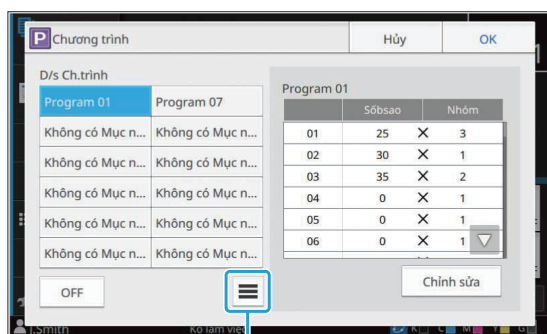 P Chương trình Hủy OK
D/s Ch.trình
Program 01 Program 07
Không có Mục n... Không có Mục n...
Không có Mục n... Không có Mục n...
Không có Mục n... Không có Mục n...
Không có Mục n... Không có Mục n...
Không có Mục n... Không có Mục n...
OFF
Program 01
Sốbsao Nhóm
01 25 X 3
02 30 X 1
03 35 X 2
04 0 X 1
05 0 X 1
06 0 X 1
Chỉnh sửa
J.Smith Ko làm việc K C M Y G